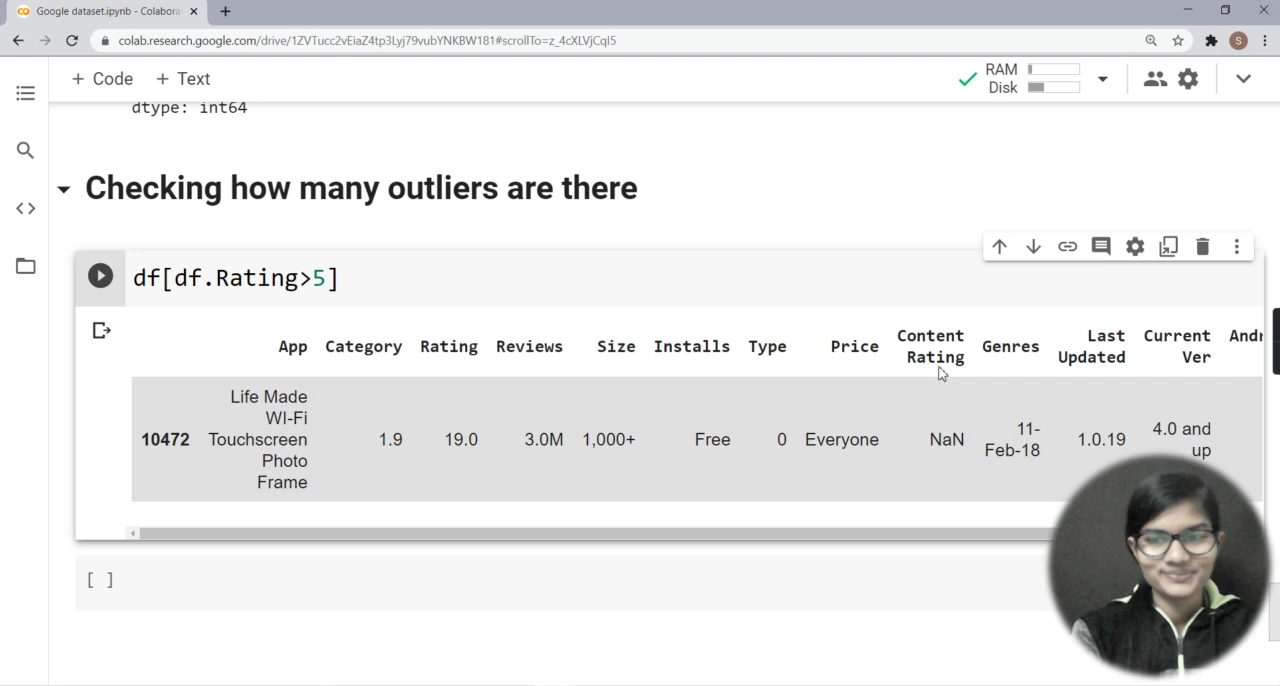 Google dataset.ipynb - Colabora
colab.research.google.com/drive/1ZVTucc2vEiaZ4tp3Lyj79vubYNKBW181#scrollTo=z_4cXLVjCqI5
S
+ Code + Text
RAM
Disk
dtype: int64
Checking how many outliers are there
df[df.Rating>5]
App Category Rating Reviews Size Installs Type Price Content Rating Genres Last Updated Current Ver Andr
10472 Life Made WI-Fi Touchscreen Photo Frame 1.9 19.0 3.0M 1,000+ Free 0 Everyone NaN 11-Feb-18 1.0.19 4.0 and up
[ ]